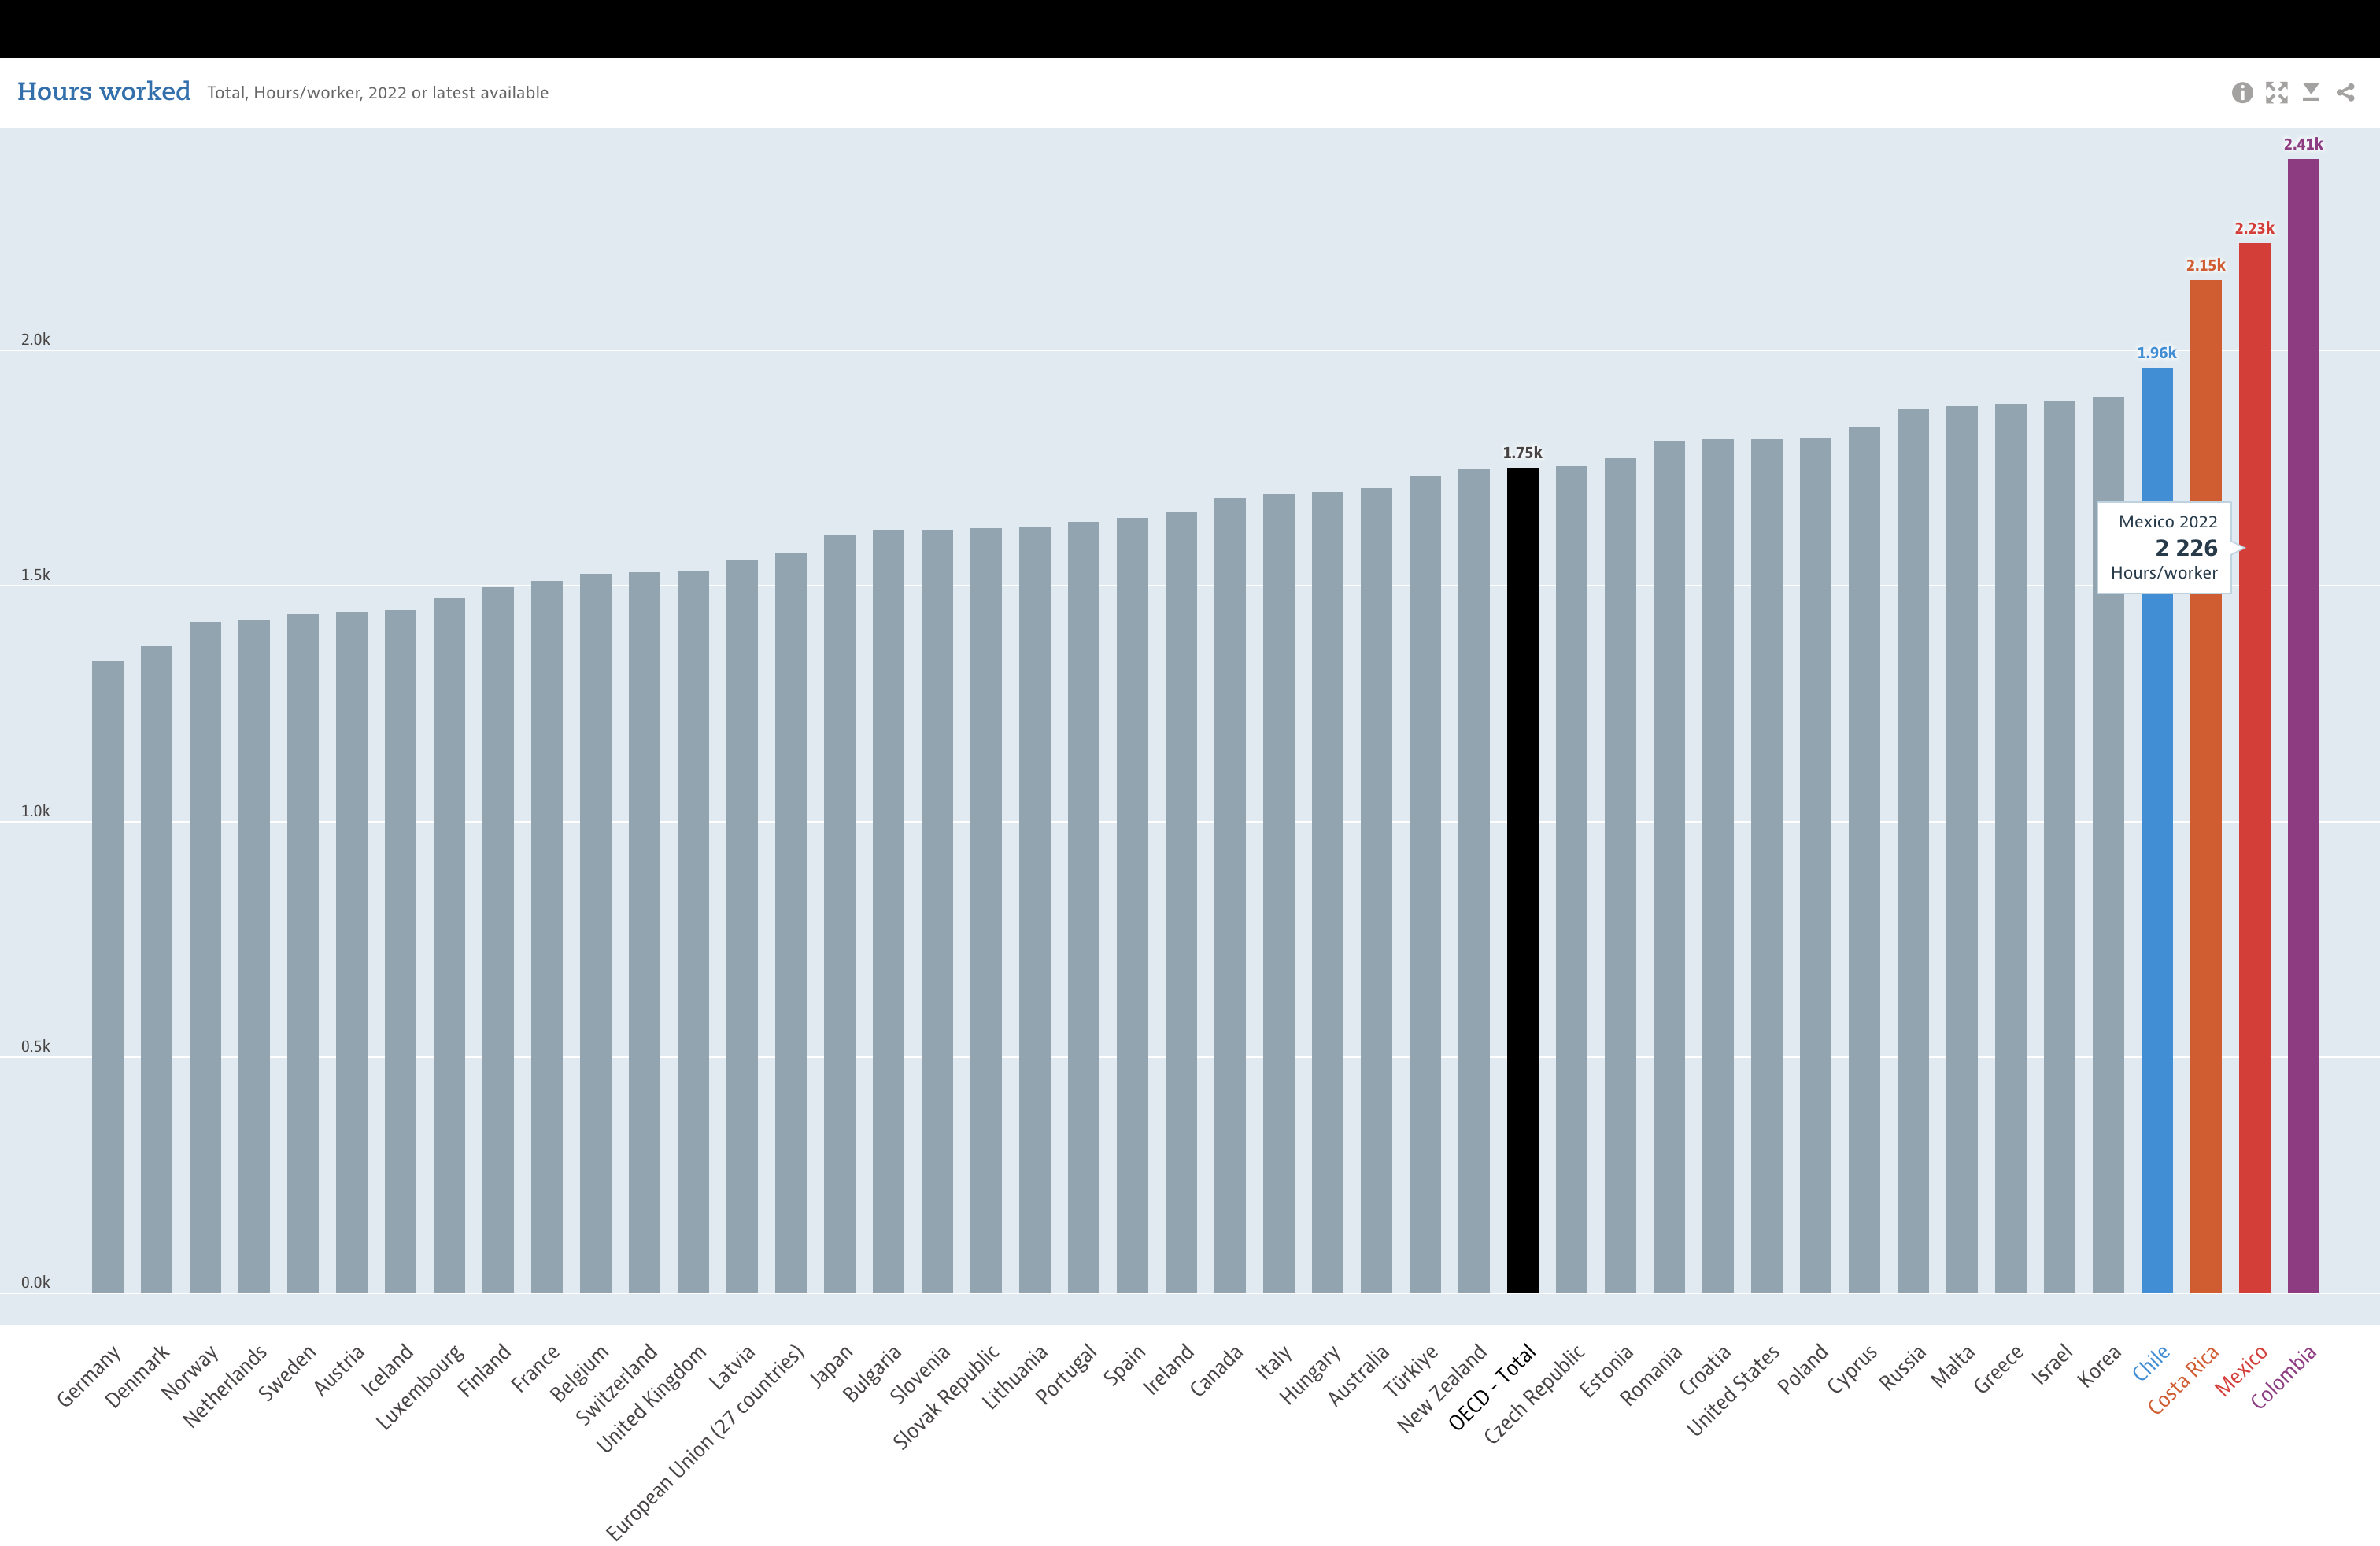 Hours worked Total, Hours/worker, 2022 or latest available
2.41k
2.23k
2.15k
2.0k
1.96k
1.75k
Mexico 2022
2 226
Hours/worker
1.5k
1.0k
0.5k
0.0k
Germany
Denmark
Norway
Netherlands
Sweden
Austria
Iceland
Luxembourg
Finland
France
Belgium
Switzerland
United Kingdom
Latvia
European Union (27 countries)
Japan
Bulgaria
Slovenia
Slovak Republic
Lithuania
Portugal
Spain
Ireland
Canada
Italy
Hungary
Australia
Türkiye
New Zealand
OECD - Total
Czech Republic
Estonia
Romania
Croatia
United States
Poland
Cyprus
Russia
Malta
Greece
Israel
Korea
Chile
Costa Rica
Mexico
Colombia